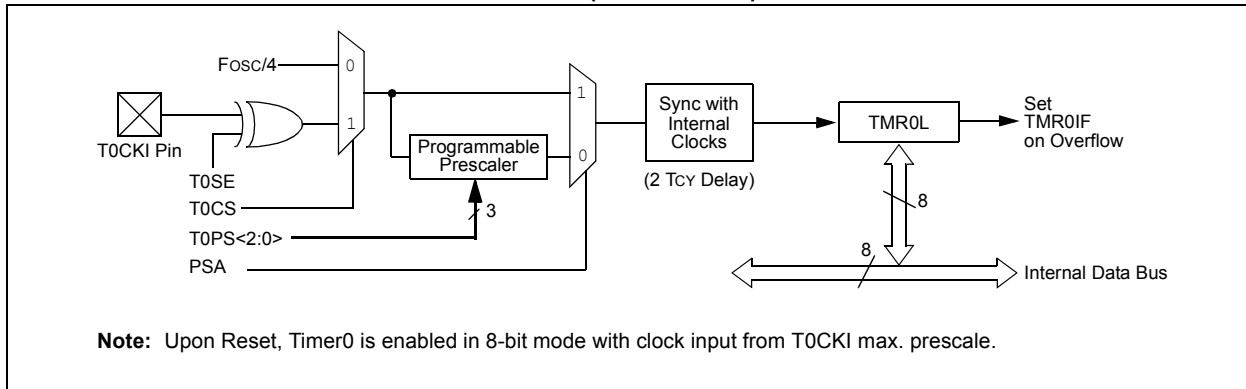 FOSC/4
0
1
T0CKI Pin
T0SE
T0CS
T0PS<2:0>
PSA
Programmable
Prescaler
3
1
0
Sync with
Internal
Clocks
(2 TCY Delay)
TMR0L
Set
TMR0IF
on Overflow
8
8
Internal Data Bus
Note: Upon Reset, Timer0 is enabled in 8-bit mode with clock input from T0CKI max. prescale.